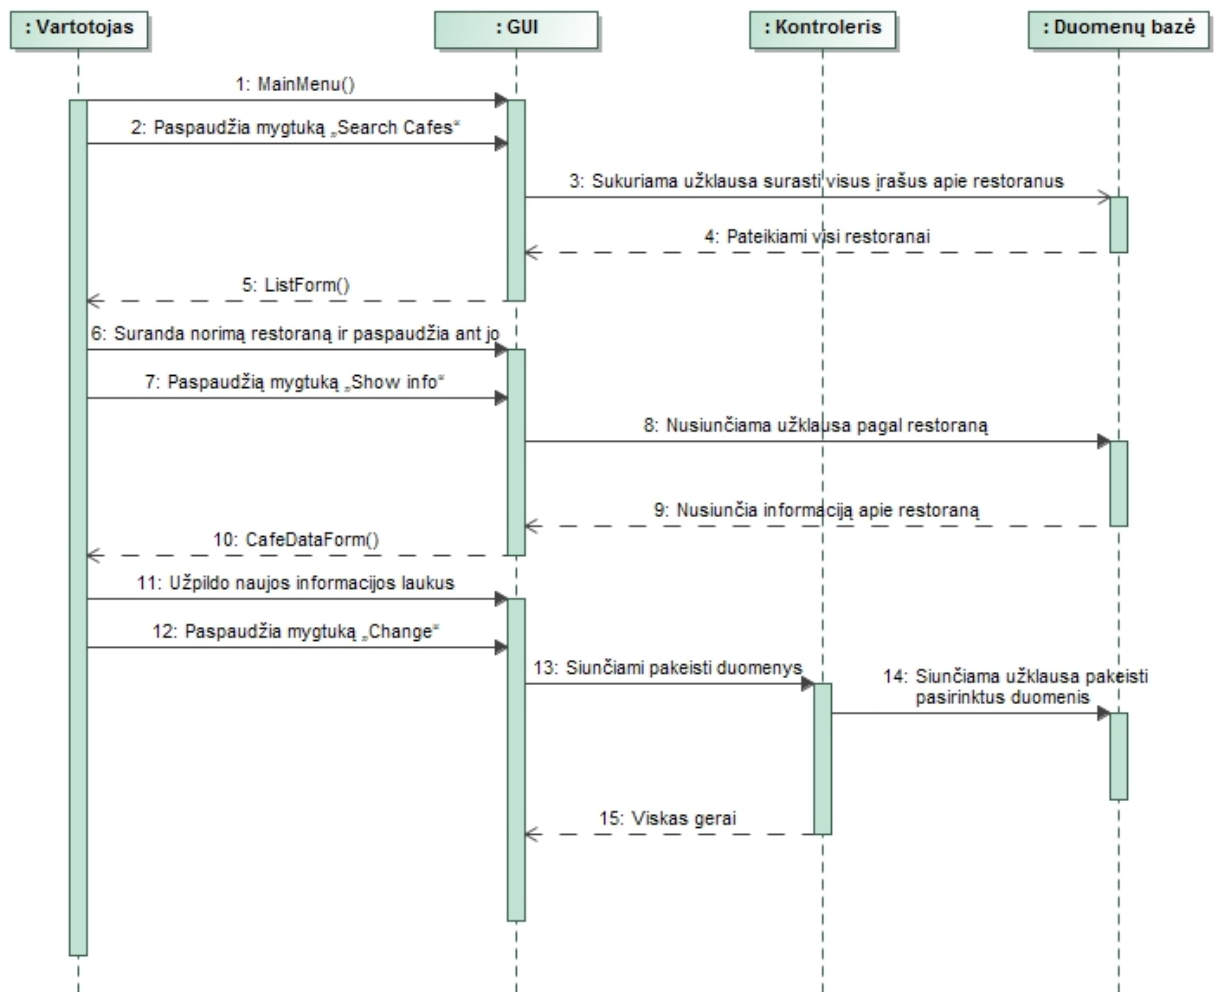 : Vartotojas
: GUI
: Kontroleris
: Duomenų bazė
1: MainMenu()
2: Paspaudžia mygtuką „Search Cafes“
3: Sukuriama užklausa surasti visus įrašus apie restoranus
4: Pateikiami visi restoranai
5: ListForm()
6: Suranda norimą restoraną ir paspaudžia ant jo
7: Paspaudžią mygtuką „Show info“
8: Nusiunčiama užklausa pagal restoraną
9: Nusiunčia informaciją apie restoraną
10: CafeDataForm()
11: Užpildo naujos informacijos laukus
12: Paspaudžia mygtuką „Change“
13: Siunčiami pakeisti duomenys
14: Siunčiama užklausa pakeisti
pasirinktus duomenis
15: Viskas gerai